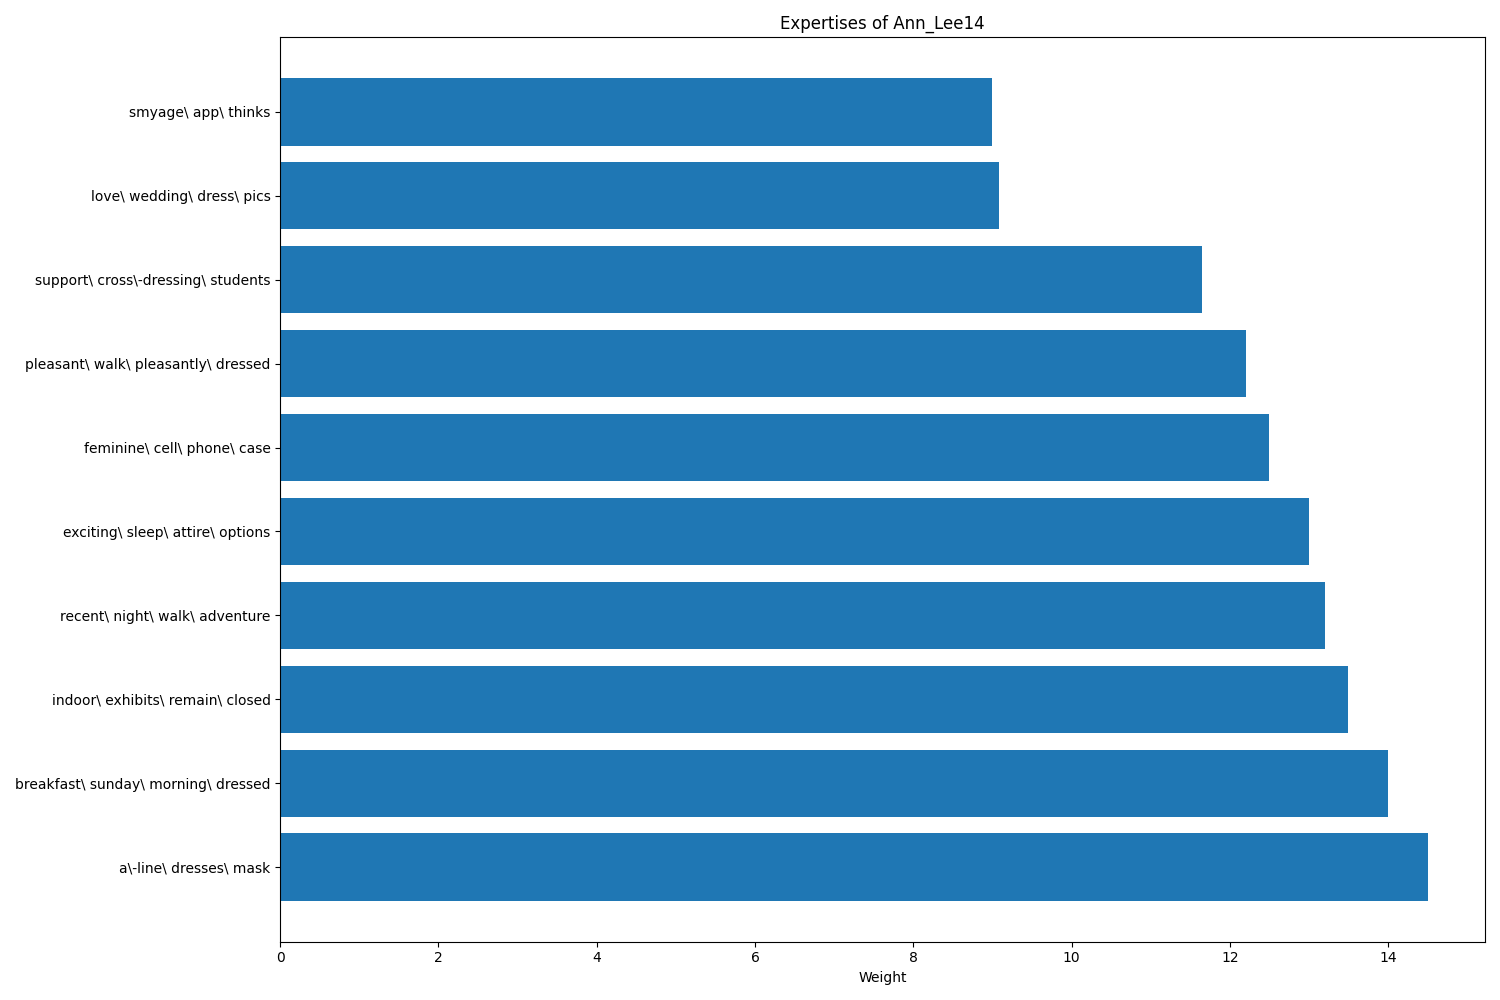 Expertises of Ann_Lee14
smyage\ app\ thinks
love\ wedding\ dress\ pics
support\ cross\-dressing\ students
pleasant\ walk\ pleasantly\ dressed
feminine\ cell\ phone\ case
exciting\ sleep\ attire\ options
recent\ night\ walk\ adventure
indoor\ exhibits\ remain\ closed
breakfast\ sunday\ morning\ dressed
a\-line\ dresses\ mask
0 2 4 6 8 10 12 14
Weight